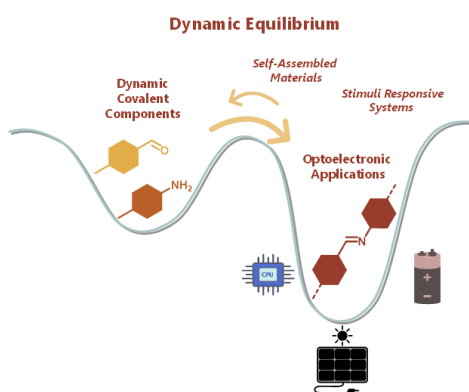 Dynamic Equilibrium
Self-Assembled
Materials
Dynamic
Covalent
Components
Stimuli Responsive
Systems
O
NH₂
Optoelectronic
Applications
N
CPU
+
−